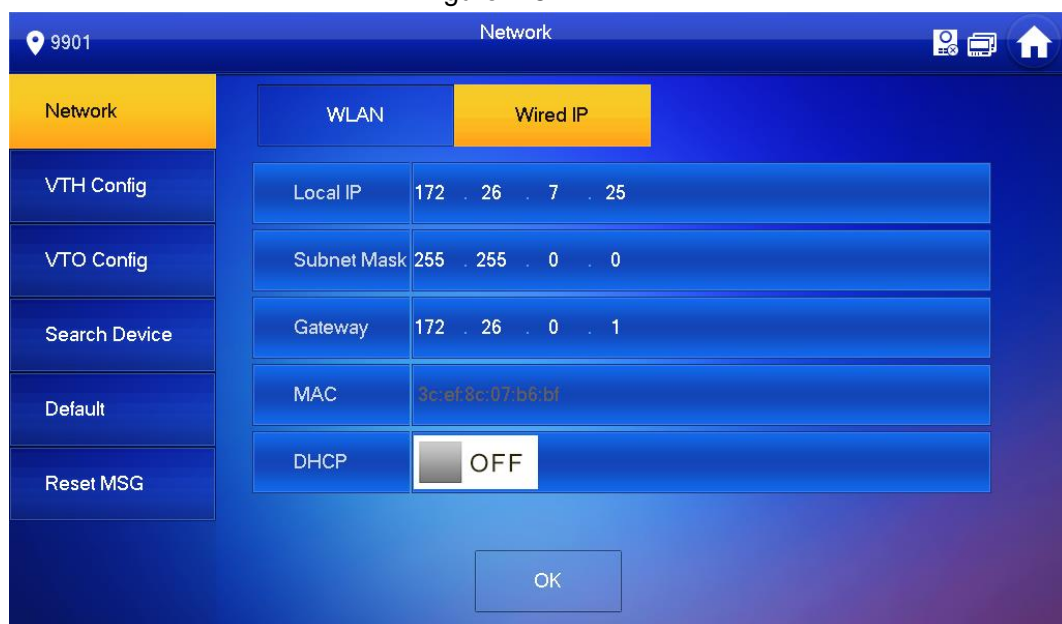 Network
9901
Network
WLAN
Wired IP
VTH Config
Local IP 172 . 26 . 7 . 25
VTO Config
Subnet Mask 255 . 255 . 0 . 0
Search Device
Gateway 172 . 26 . 0 . 1
Default
MAC 3c:ef:8c:07:b6:bf
Reset MSG
DHCP OFF
OK